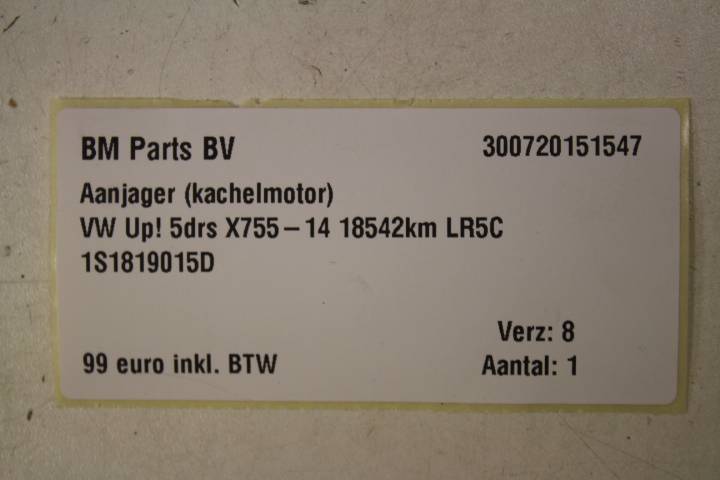 BM Parts BV 300720151547
Aanjager (kachelmotor)
VW Up! 5drs X755-14 18542km LR5C
1S1819015D
Verz: 8
99 euro inkl. BTW Aantal: 1